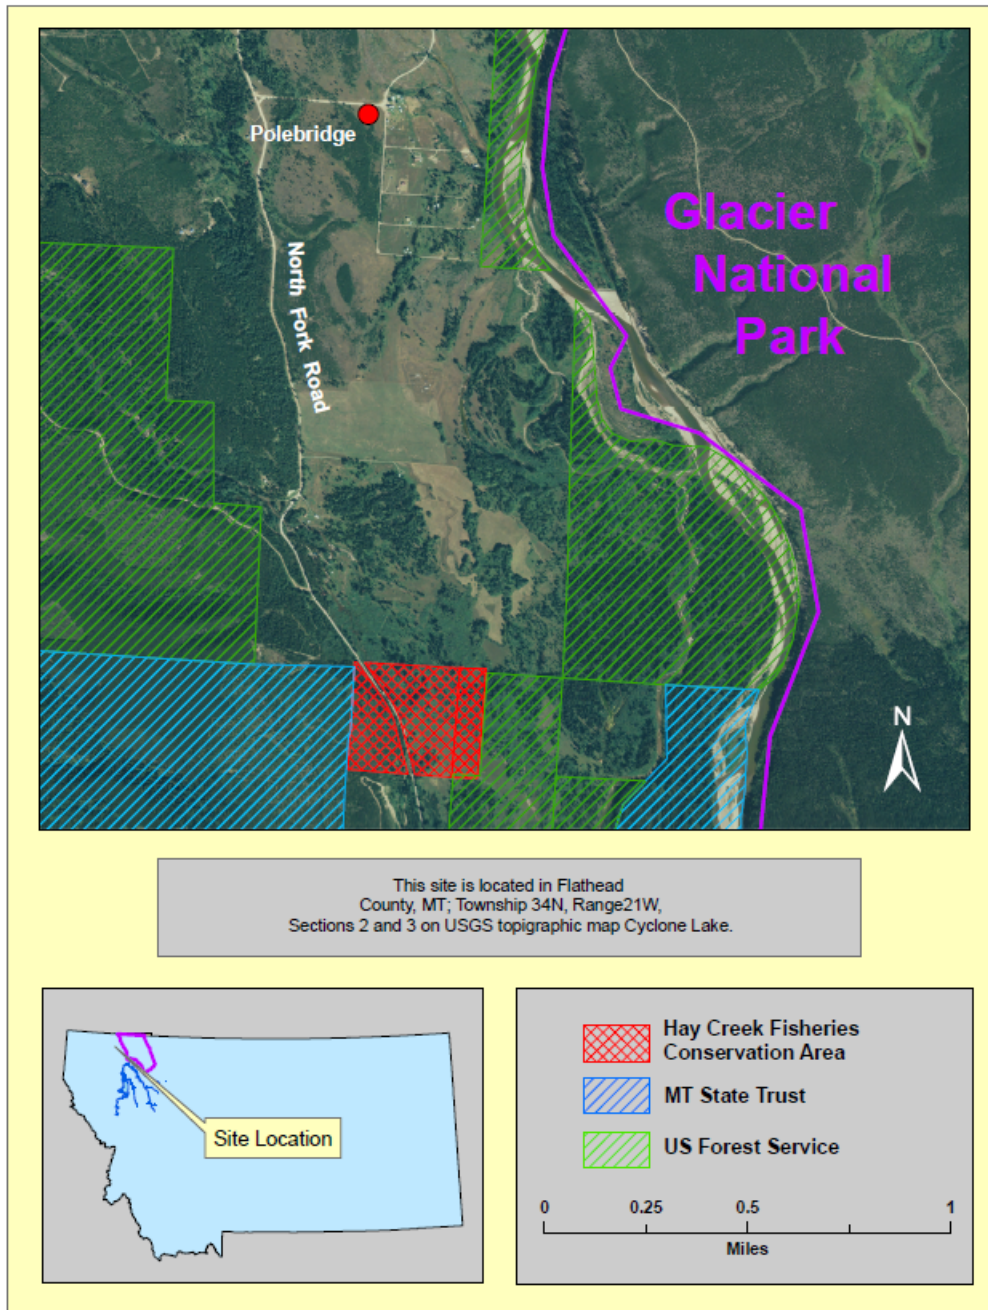 Polebridge
North Fork Road
Glacier
National
Park
N
This site is located in Flathead
County, MT; Township 34N, Range21W,
Sections 2 and 3 on USGS topigraphic map Cyclone Lake.
Site Location
Hay Creek Fisheries
Conservation Area
MT State Trust
US Forest Service
0 0.25 0.5 1
Miles